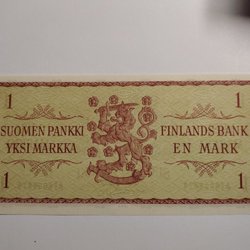 1 1
SUOMEN PANKKI FINLANDS BANK
YKSI MARKKA EN MARK
1 1